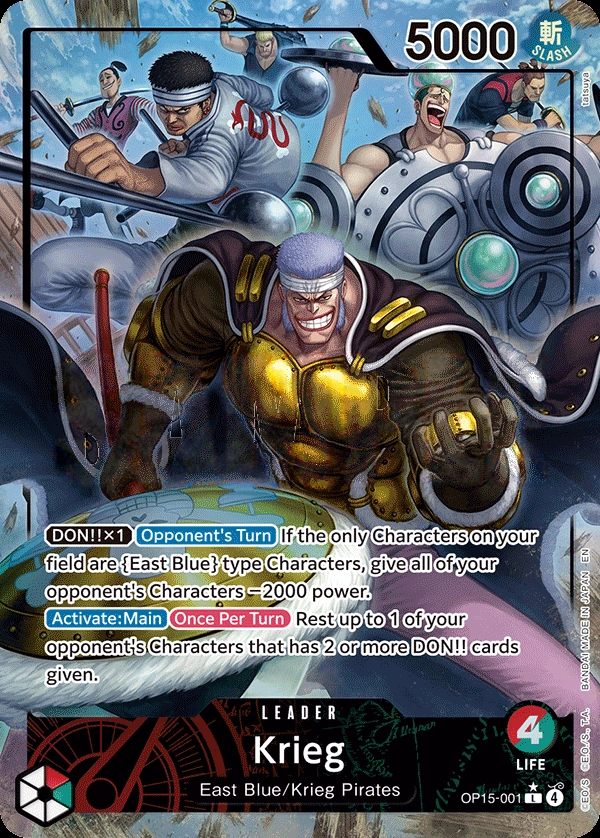 5000
斬
SLASH
tatsuya
DON!!×1 Opponent's Turn If the only Characters on your
field are {East Blue} type Characters, give all of your
opponent's Characters −2000 power.
Activate:Main Once Per Turn Rest up to 1 of your
opponent's Characters that has 2 or more DON!! cards
given.
BANDAI MADE IN JAPAN EN
LEADER
Krieg
East Blue/Krieg Pirates
4
LIFE
OP15-001 L 4